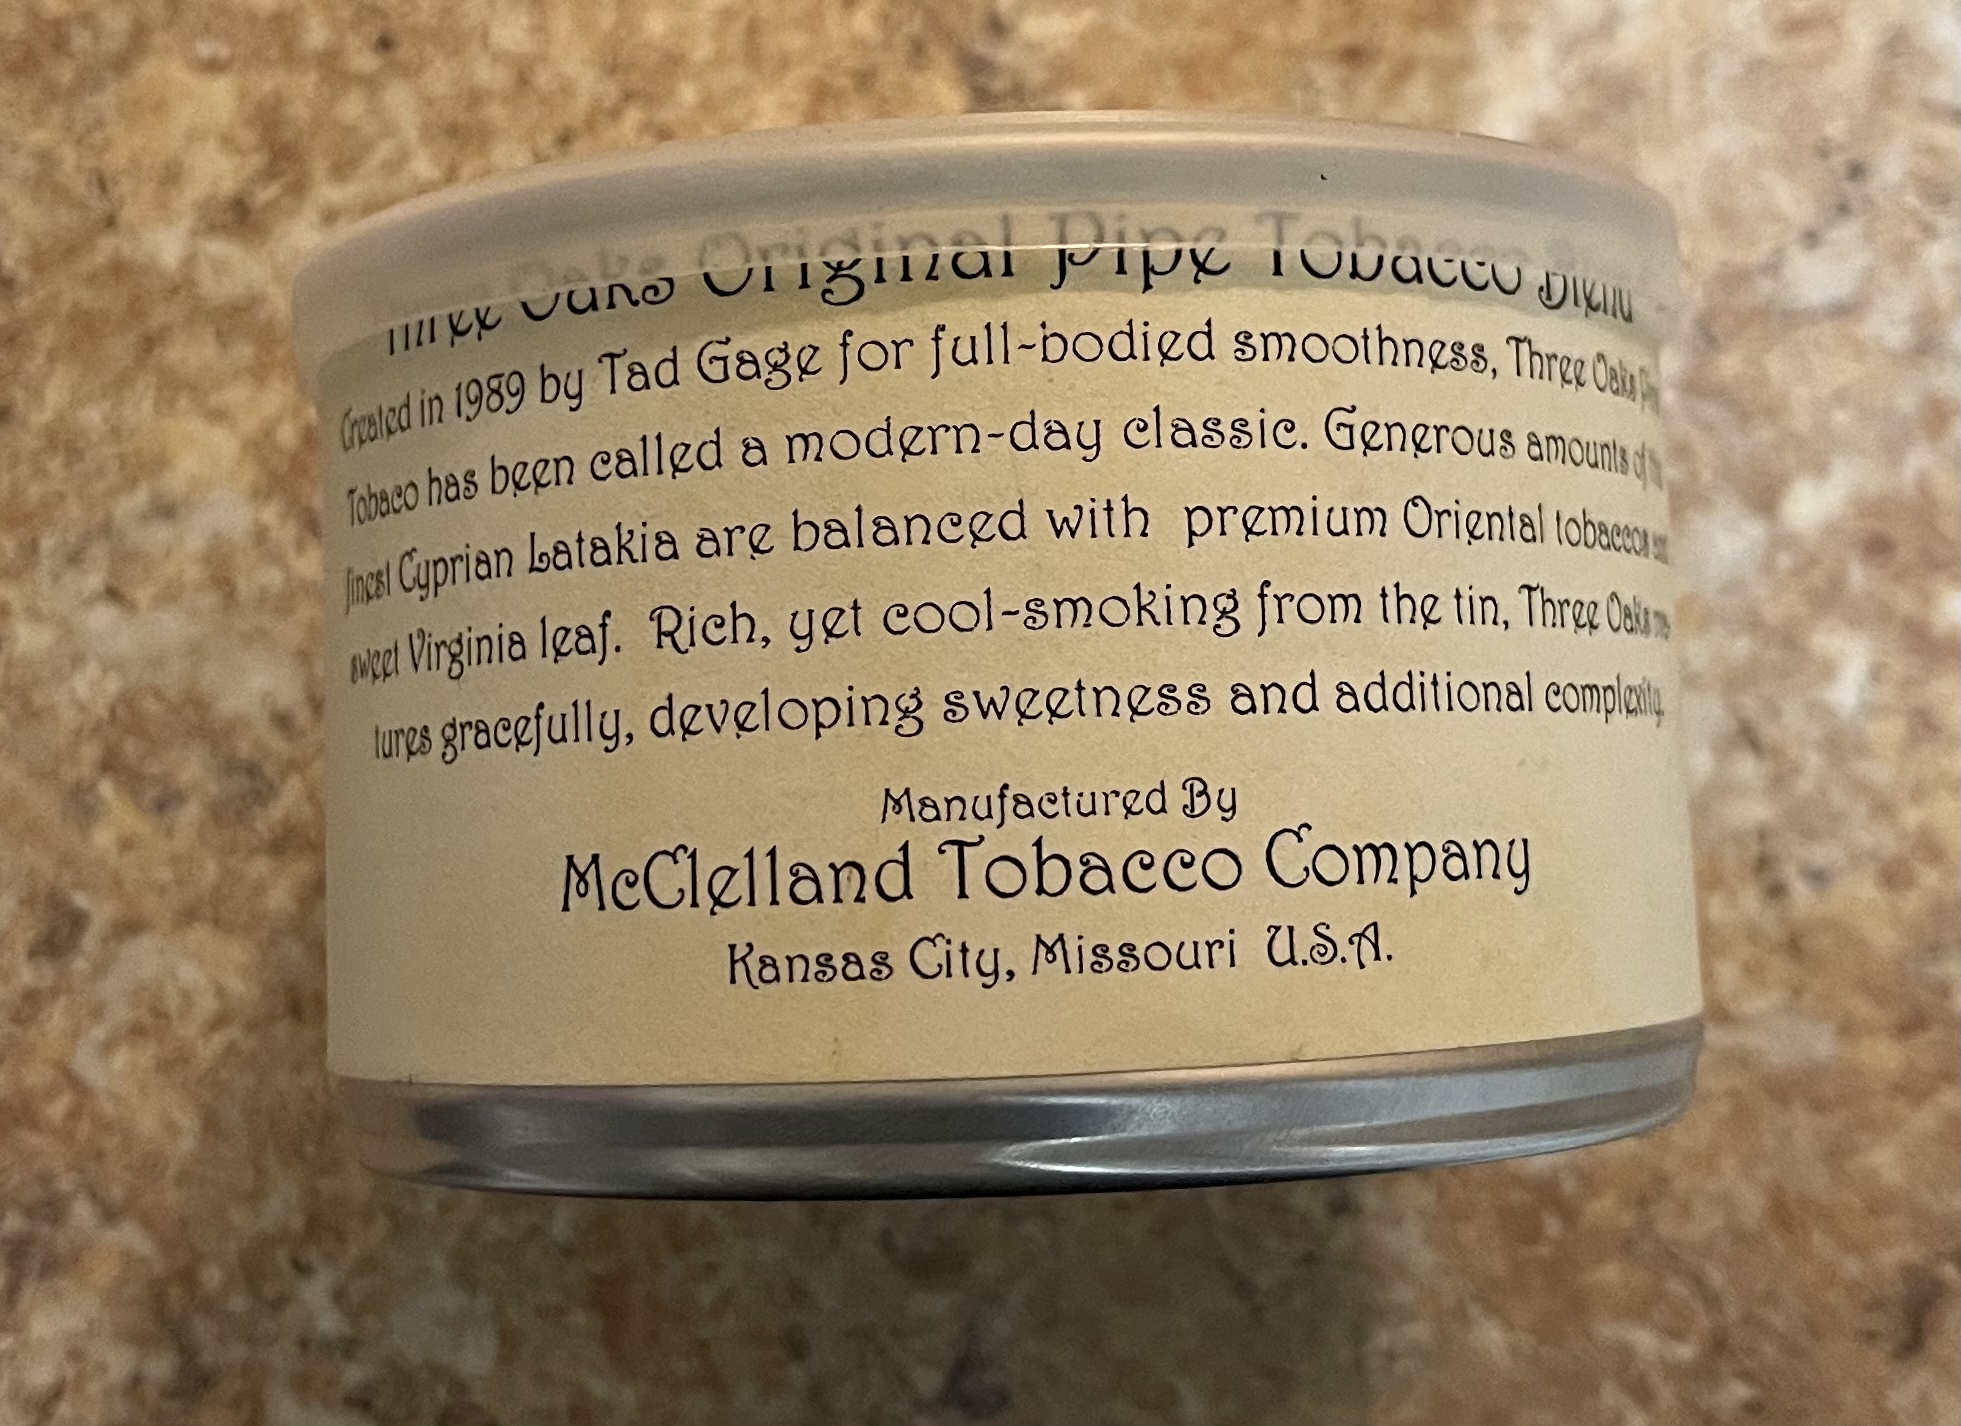 Three Oaks Original Pipe Tobacco Blend
Created in 1989 by Tad Gage for full-bodied smoothness, Three Oaks
Tobaco has been called a modern-day classic. Generous amounts of
finest Cyprian Latakia are balanced with premium Oriental tobaccos
sweet Virginia leaf. Rich, yet cool-smoking from the tin, Three Oaks
tures gracefully, developing sweetness and additional complexity.
Manufactured By
McClelland Tobacco Company
Kansas City, Missouri U.S.A.